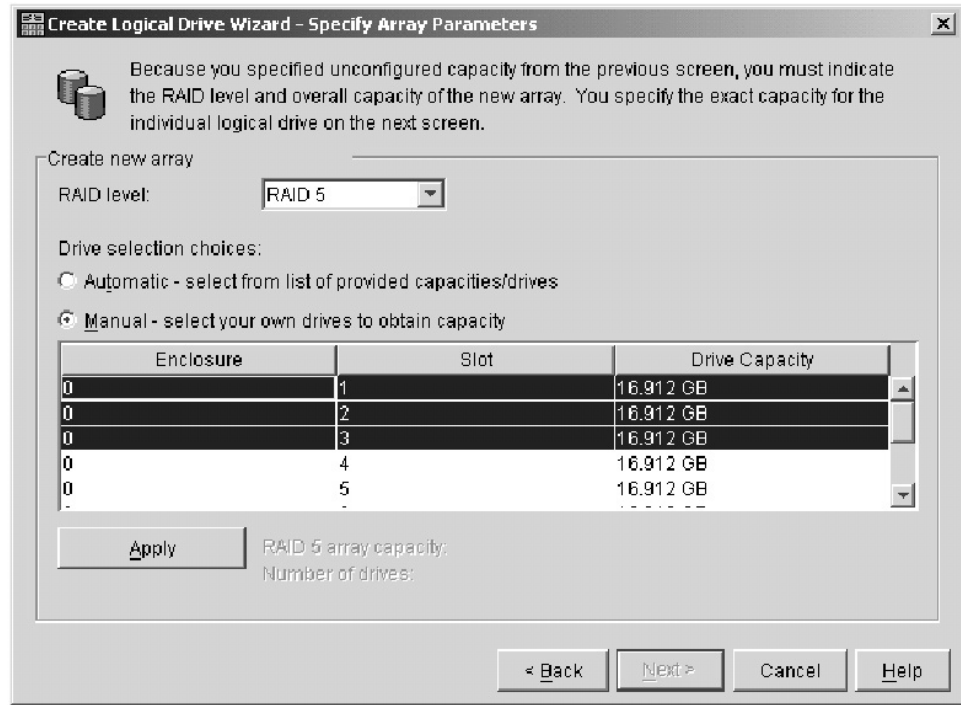 Create Logical Drive Wizard - Specify Array Parameters
Because you specified unconfigured capacity from the previous screen, you must indicate
the RAID level and overall capacity of the new array. You specify the exact capacity for the
individual logical drive on the next screen.
Create new array
RAID level: RAID 5
Drive selection choices:
Automatic - select from list of provided capacities/drives
Manual - select your own drives to obtain capacity
Enclosure Slot Drive Capacity
0 1 16.912 GB
0 2 16.912 GB
0 3 16.912 GB
0 4 16.912 GB
0 5 16.912 GB
Apply RAID 5 array capacity:
Number of drives:
< Back Next > Cancel Help